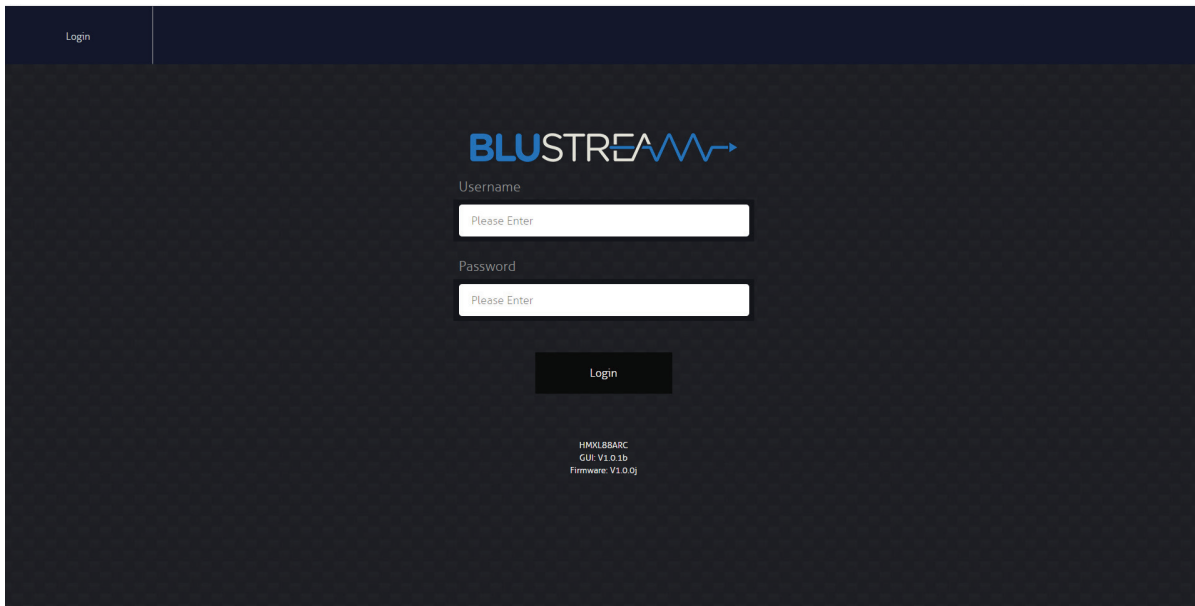 Login
BLUSTREAM
Username
Please Enter
Password
Please Enter
Login
HMXL88ARC
GUI: V1.0.1b
Firmware: V1.0.0j